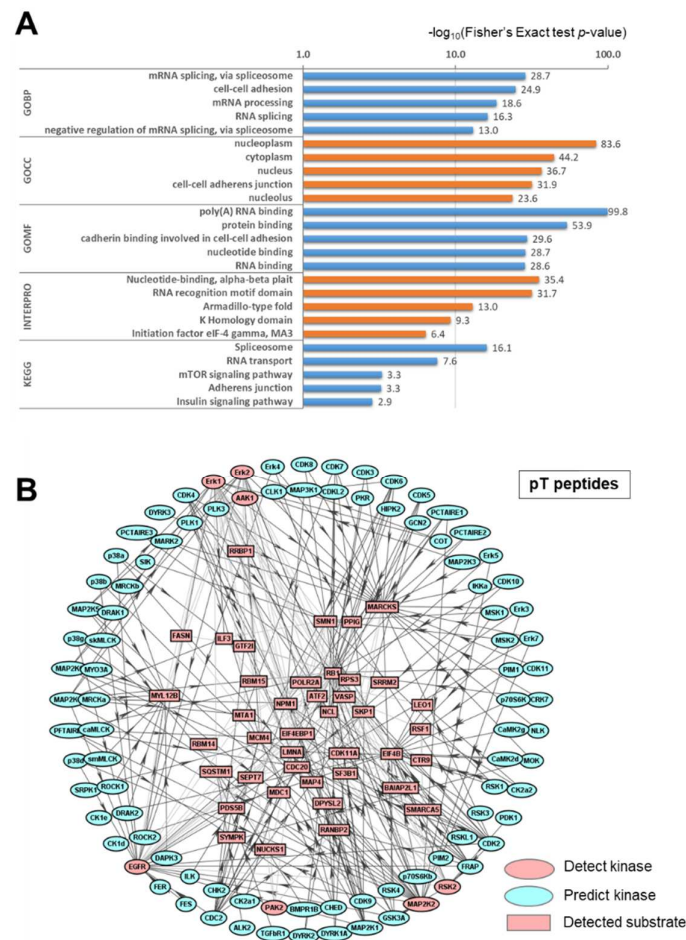 A
-log10(Fisher's Exact test p-value)
1.0 10.0 100.0
GOBP
mRNA splicing, via spliceosome 28.7
cell-cell adhesion 24.9
mRNA processing 18.6
RNA splicing 16.3
negative regulation of mRNA splicing, via spliceosome 13.0
GOCC
nucleoplasm 83.6
cytoplasm 44.2
nucleus 36.7
cell-cell adherens junction 31.9
nucleolus 23.6
GOMF
poly(A) RNA binding 99.8
protein binding 53.9
cadherin binding involved in cell-cell adhesion 29.6
nucleotide binding 28.7
RNA binding 28.6
INTERPRO
Nucleotide-binding, alpha-beta plait 35.4
RNA recognition motif domain 31.7
Armadillo-type fold 13.0
K Homology domain 9.3
Initiation factor eIF-4 gamma, MA3 6.4
KEGG
Spliceosome 16.1
RNA transport 7.6
mTOR signaling pathway 3.3
Adherens junction 3.3
Insulin signaling pathway 2.9
B
pT peptides
Erk1 Erk2 Erk4 CDK8 CDK7 CDK3 CDK6
CDK4 PLK3 AAK1 CLK1 MAP3K1 CDKL2 PKR HIPK2 CDK5
DYRK3 PLK1 GCN2 PCTAIRE1
PCTAIRE3 MARK2 COT PCTAIRE2
p38a SIK RRBP1 MAP2K3 Erk5
p38b MRCKb IKKa CDK10
MAP2K DRAK1 MARCKS MSK1 Erk3
SMN1 PPIG
p38g skMLCK FASN ILF3 GTF2I MSK2 Erk7
MAP2K MYO3A RB1 RPS3 PIM1 CDK11
RBM15 POLR2A SRRM2
MAP2K MRCKa MYL12B NPM1 ATF2 VASP LEO1 p70S6K CRK7
MTA1 NCL SKP1
PFTAIRE caMLCK MCM4 EIF4EBP1 RSF1 CaMK2g NLK
RBM14 LMNA CDK11A EIF4B CTR9
p38d smMLCK CDC20 CaMK2d MOK
SQSTM1 SEPT7 MAP4 SF3B1 BAIAP2L1
SRPK1 ROCK1 MDC1 RSK1 CK2a2
CK1e DRAK2 PDS5B DPYSL2 SMARCA5 RSK3 PDK1
CK1d ROCK2 SYMPK RANBP2 RSKL1 CDK2
DAPK3 NUCKS1 PIM2 FRAP
EGFR ILK p70S6Kb
FER CHK2 RSK4 RSK2
FES CK2a1 PAK2 BMPR1B CHED CDK9 MAP2K2
CDC2 ALK2 GSK3A
TGFbR1 DYRK2 DYRK1A MAP2K1
Detect kinase
Predict kinase
Detected substrate